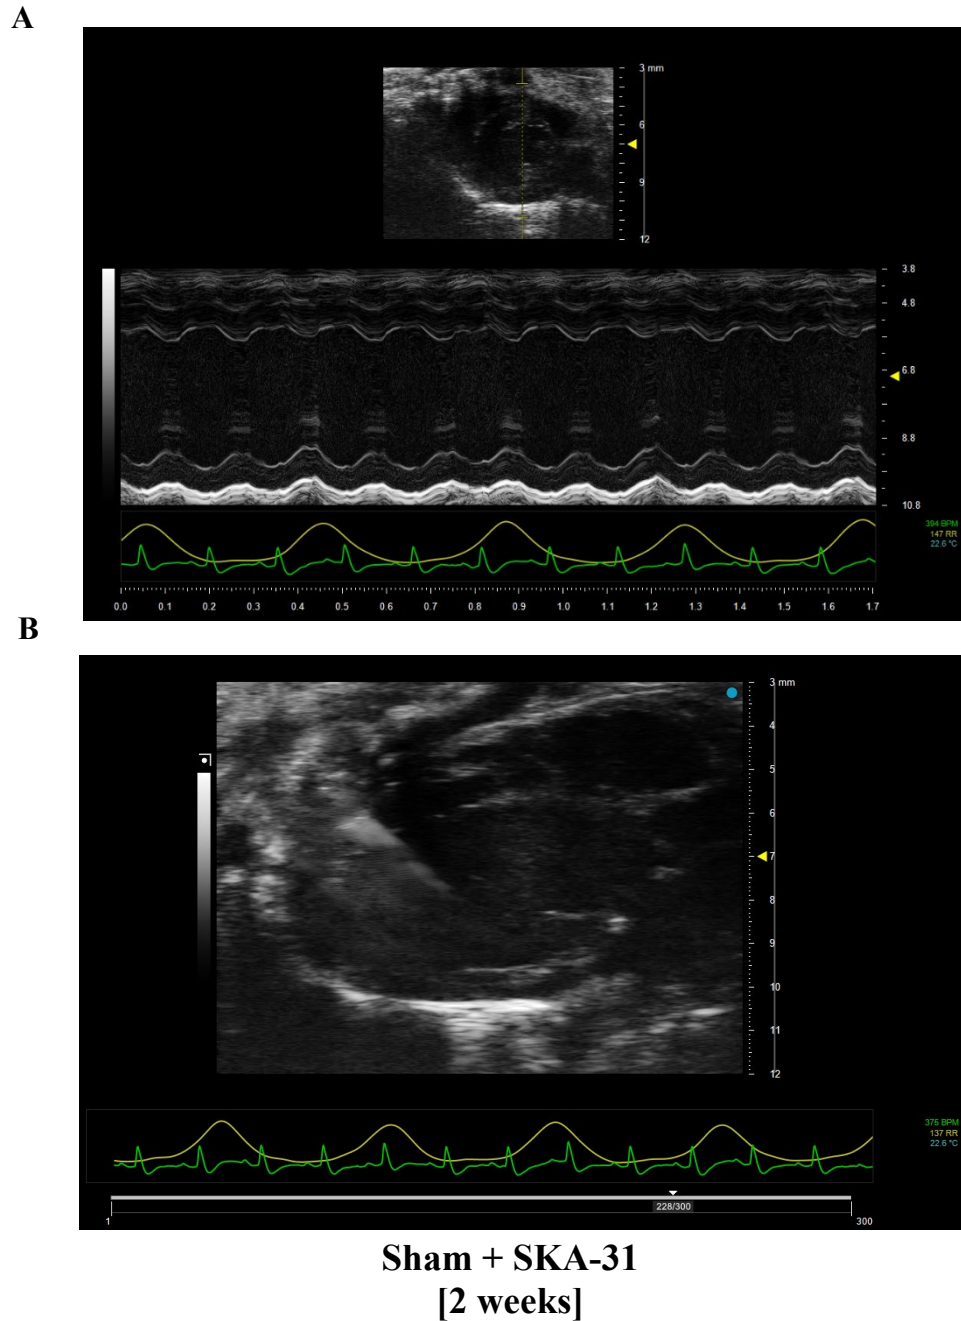 A
3 mm
6
9
12
3.8
4.8
6.8
8.8
10.8
394 BPM
147 RR
22.6 °C
0.0 0.1 0.2 0.3 0.4 0.5 0.6 0.7 0.8 0.9 1.0 1.1 1.2 1.3 1.4 1.5 1.6 1.7
B
3 mm
4
5
6
7
8
9
10
11
12
375 BPM
137 RR
22.6 °C
228/300
1 300
Sham + SKA-31
[2 weeks]